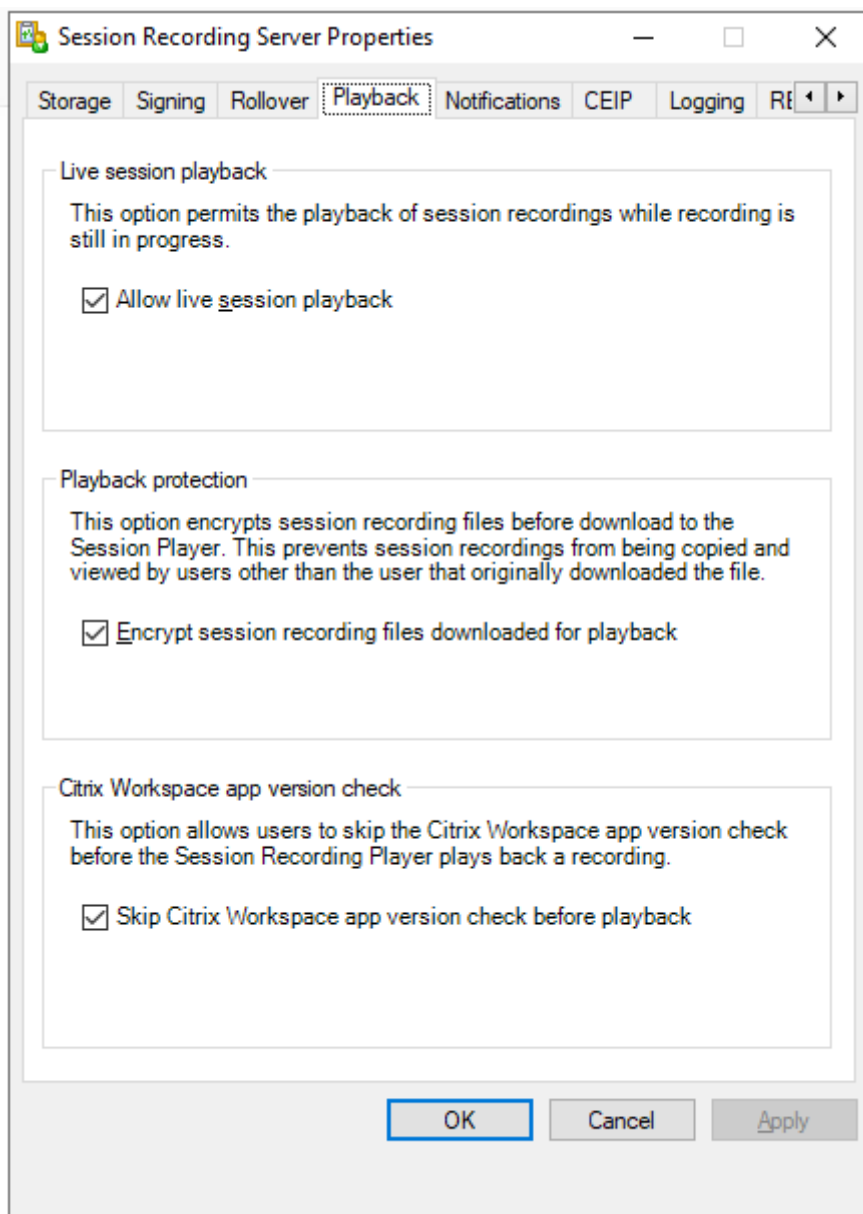 Session Recording Server Properties
Storage Signing Rollover Playback Notifications CEIP Logging
Live session playback
This option permits the playback of session recordings while recording is
still in progress.
Allow live session playback
Playback protection
This option encrypts session recording files before download to the
Session Player. This prevents session recordings from being copied and
viewed by users other than the user that originally downloaded the file.
Encrypt session recording files downloaded for playback
Citrix Workspace app version check
This option allows users to skip the Citrix Workspace app version check
before the Session Recording Player plays back a recording.
Skip Citrix Workspace app version check before playback
OK Cancel Apply